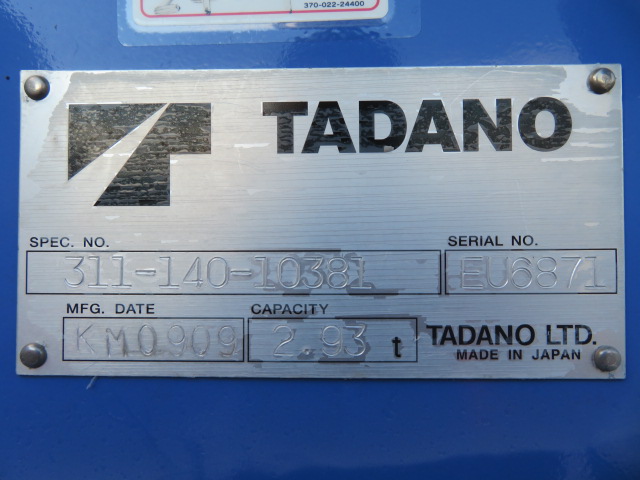 370-022-24400
TADANO
SPEC. NO. SERIAL NO.
311-140-10381 EU6871
MFG. DATE CAPACITY
KM0909 2.93 t TADANO LTD.
MADE IN JAPAN